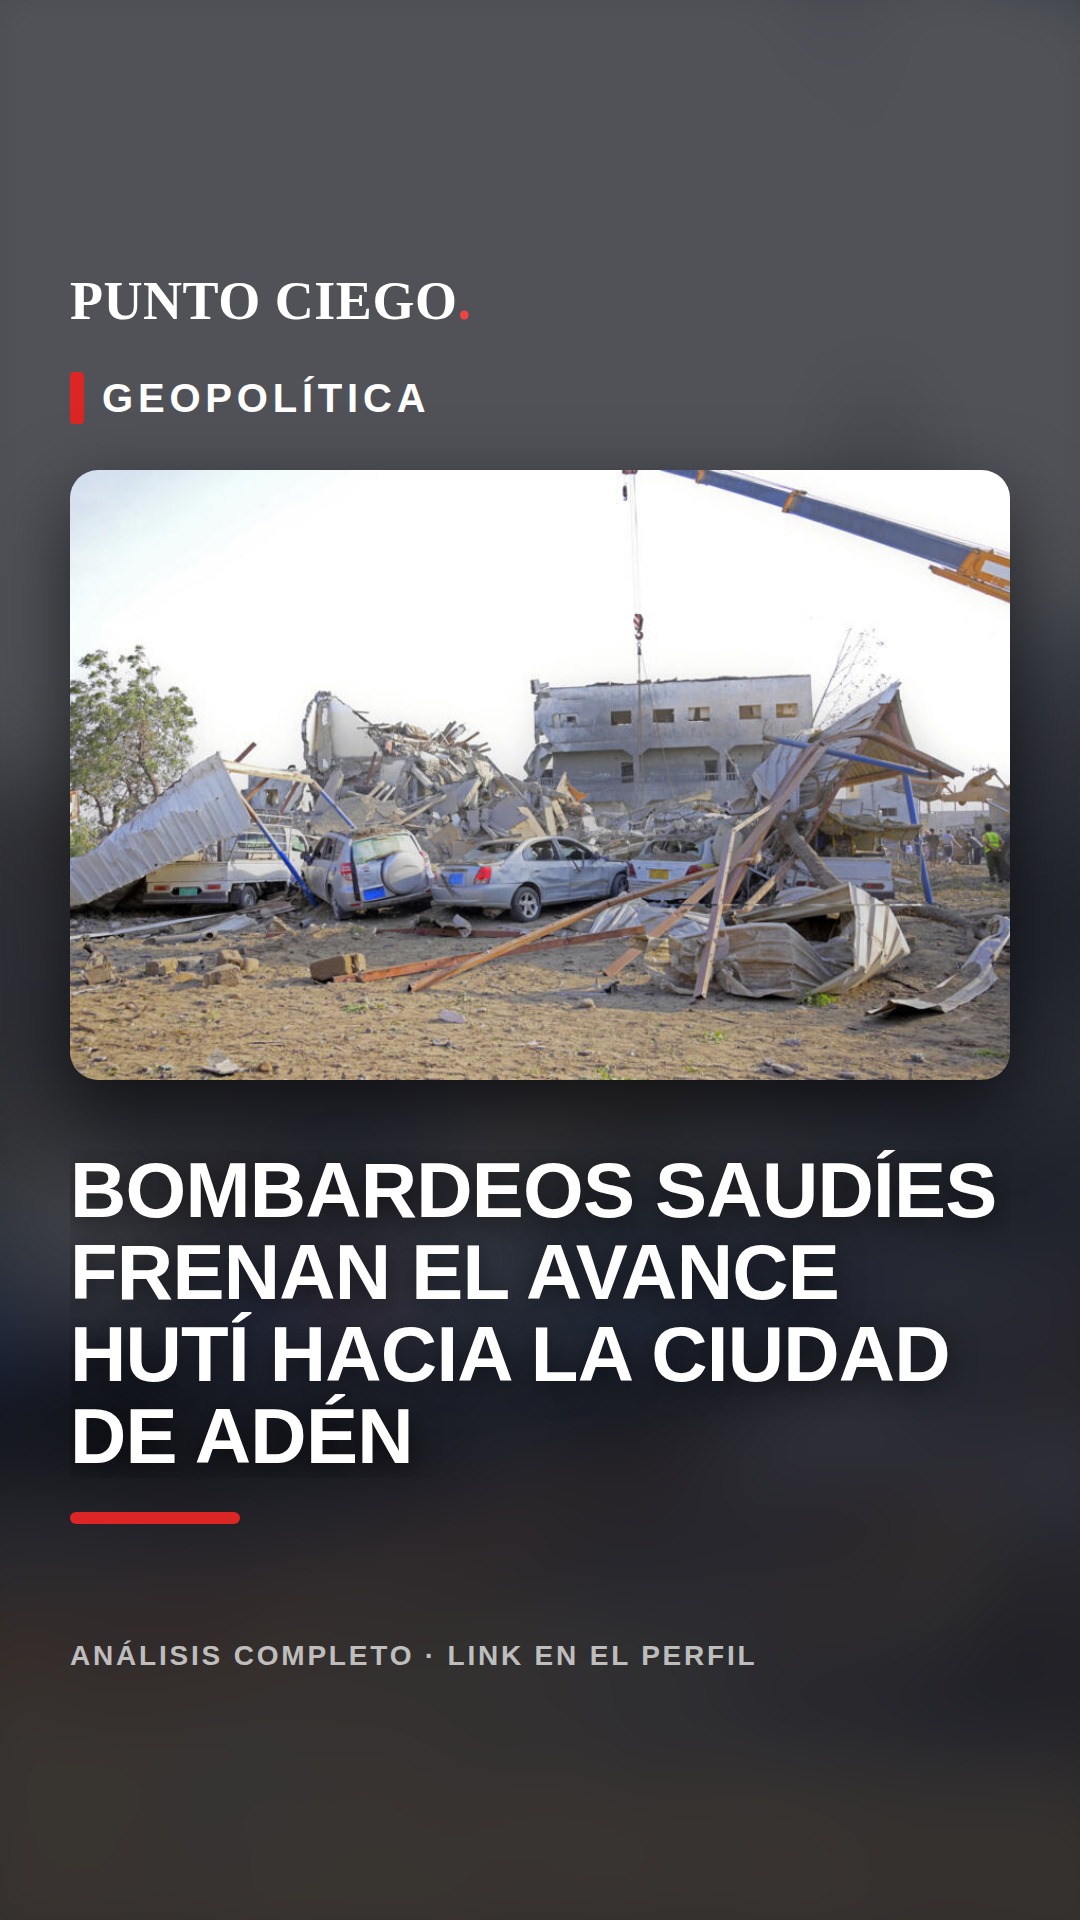 PUNTO CIEGO.
GEOPOLÍTICA
BOMBARDEOS SAUDÍES
FRENAN EL AVANCE
HUTÍ HACIA LA CIUDAD
DE ADÉN
ANÁLISIS COMPLETO · LINK EN EL PERFIL